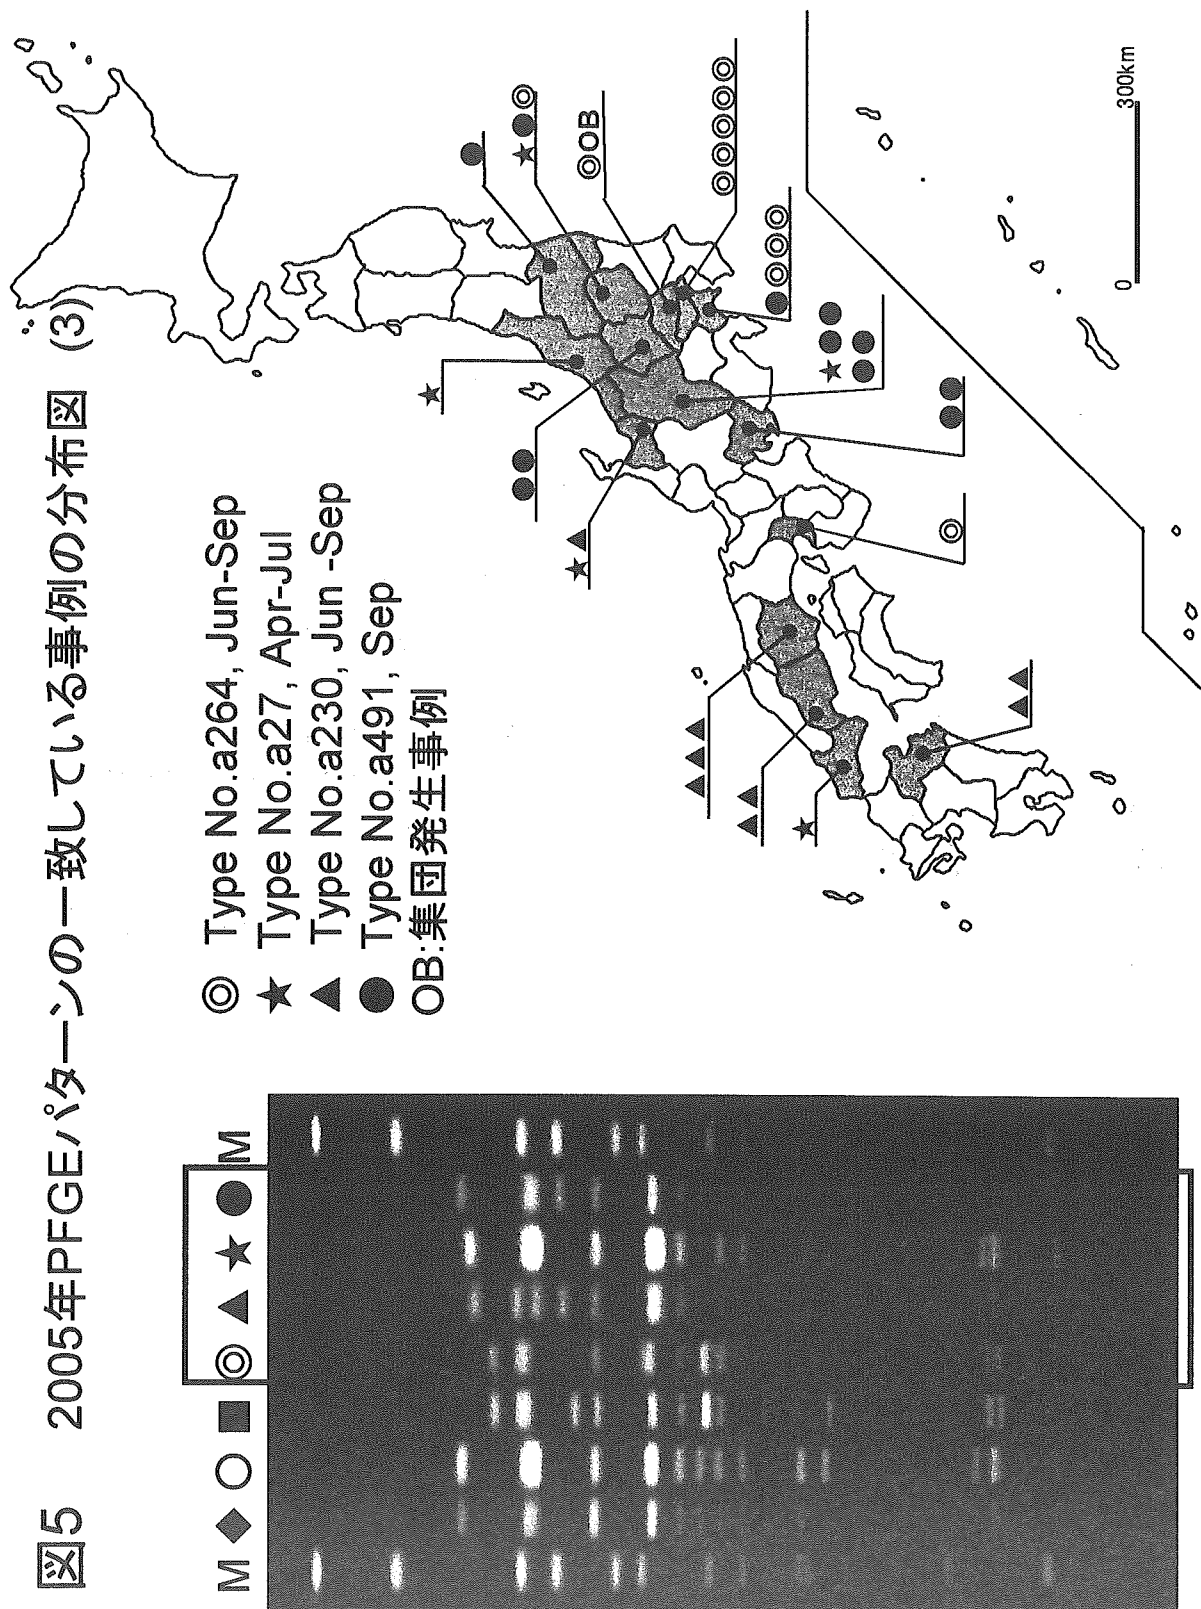 図5 2005年PFGEパターンの一致している事例の分布図 (3)
M ◆ ○ ■ ◎ ▲ ★ ● M
◎ Type No.a264, Jun-Sep
★ Type No.a27, Apr-Jul
▲ Type No.a230, Jun -Sep
● Type No.a491, Sep
OB:集団発生事例
◎OB
0 300km